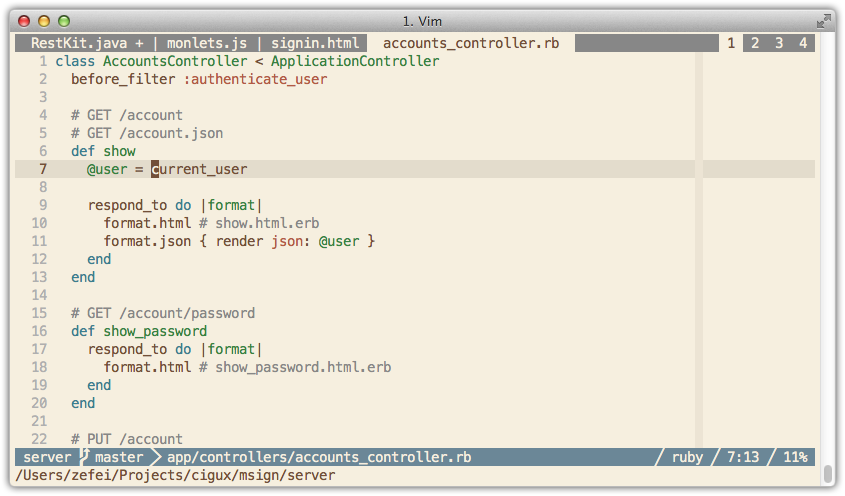 1. Vim
RestKit.java + | monlets.js | signin.html accounts_controller.rb 1 2 3 4
1 class AccountsController < ApplicationController
2   before_filter :authenticate_user
3
4   # GET /account
5   # GET /account.json
6   def show
7     @user = current_user
8
9     respond_to do |format|
10       format.html # show.html.erb
11       format.json { render json: @user }
12     end
13   end
14
15   # GET /account/password
16   def show_password
17     respond_to do |format|
18       format.html # show_password.html.erb
19     end
20   end
21
22   # PUT /account
server master app/controllers/accounts_controller.rb ruby 7:13 11%
/Users/zefei/Projects/cigux/msign/server